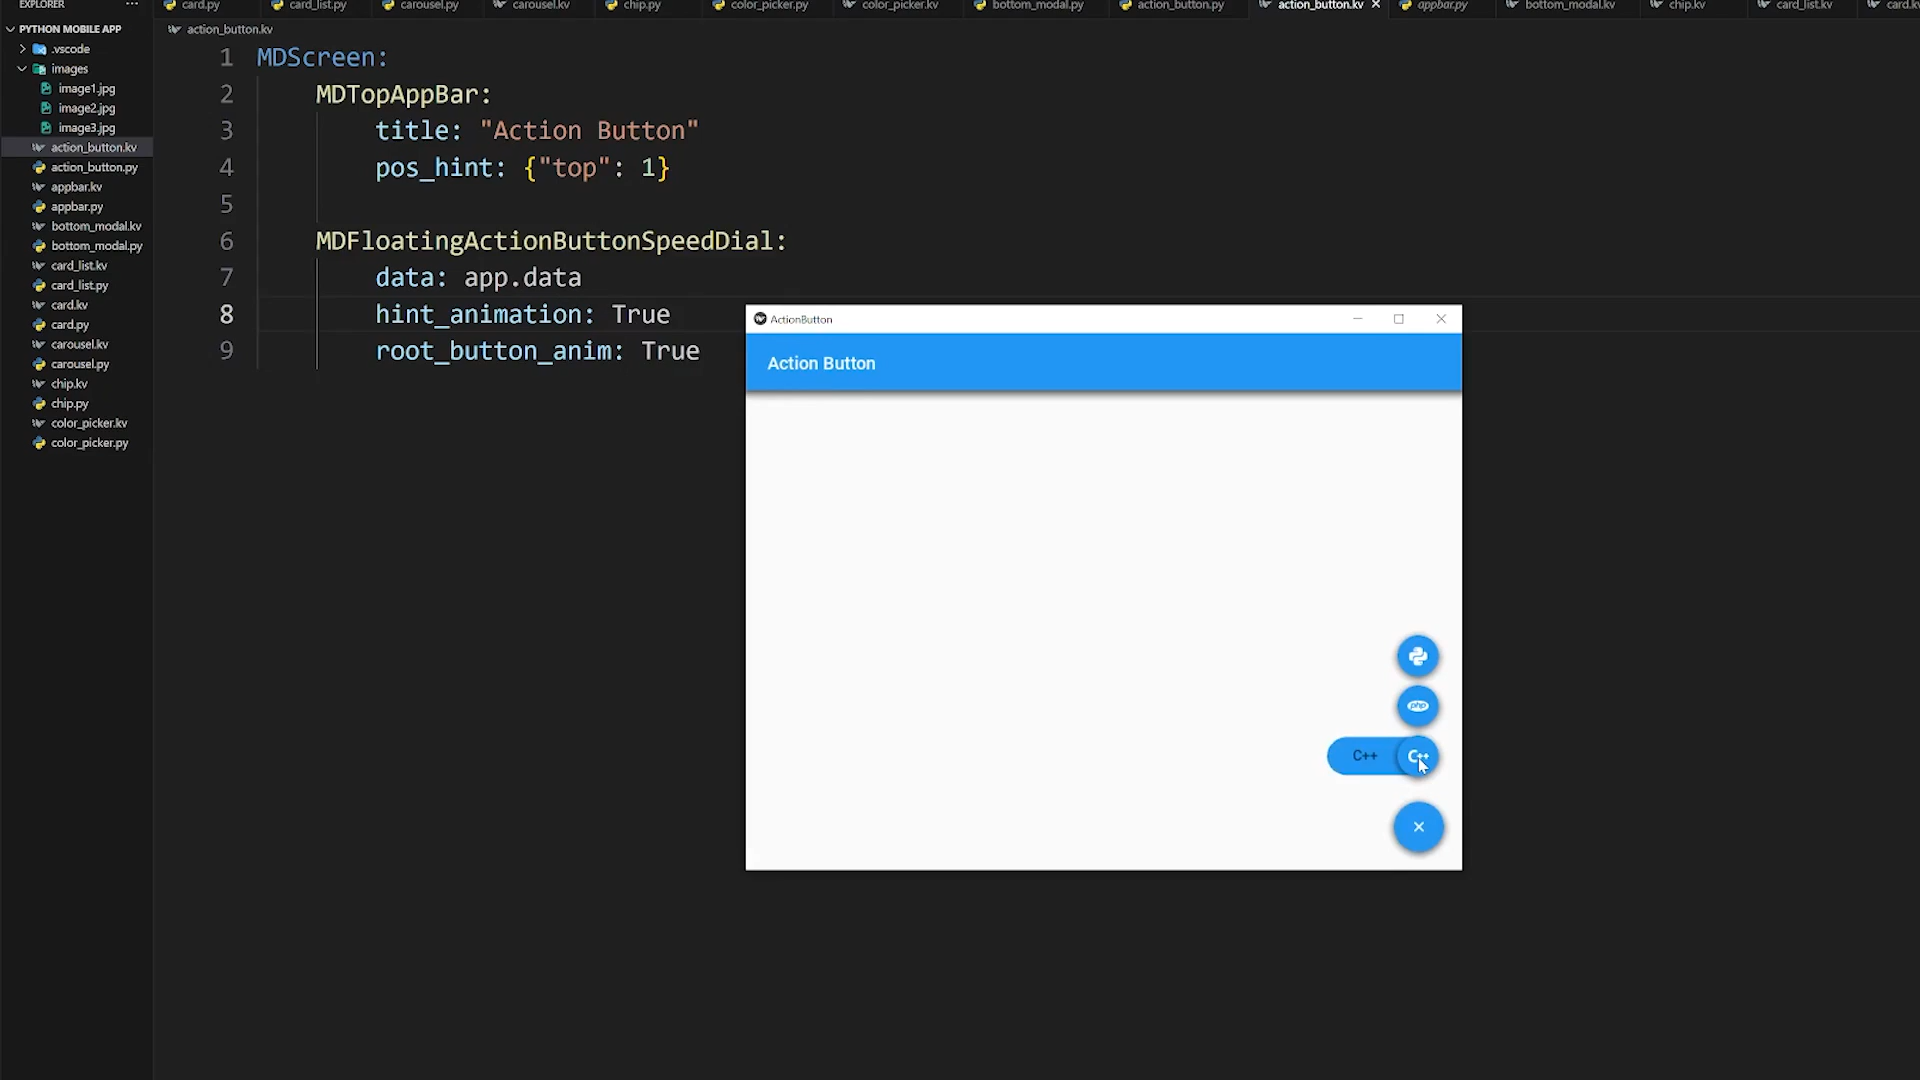 EXPLORER
···
PYTHON MOBILE APP
.vscode
images
image1.jpg
image2.jpg
image3.jpg
action_button.kv
action_button.py
appbar.kv
appbar.py
bottom_modal.kv
bottom_modal.py
card_list.kv
card_list.py
card.kv
card.py
carousel.kv
carousel.py
chip.kv
chip.py
color_picker.kv
color_picker.py
card.py
card_list.py
carousel.py
carousel.kv
chip.py
color_picker.py
color_picker.kv
bottom_modal.py
action_button.py
action_button.kv
appbar.py
bottom_modal.kv
chip.kv
card_list.kv
card.kv
action_button.kv
1 MDScreen:
2 MDTopAppBar:
3 title: "Action Button"
4 pos_hint: {"top": 1}
5
6 MDFloatingActionButtonSpeedDial:
7 data: app.data
8 hint_animation: True
9 root_button_anim: True
ActionButton
Action Button
php
C++
C++